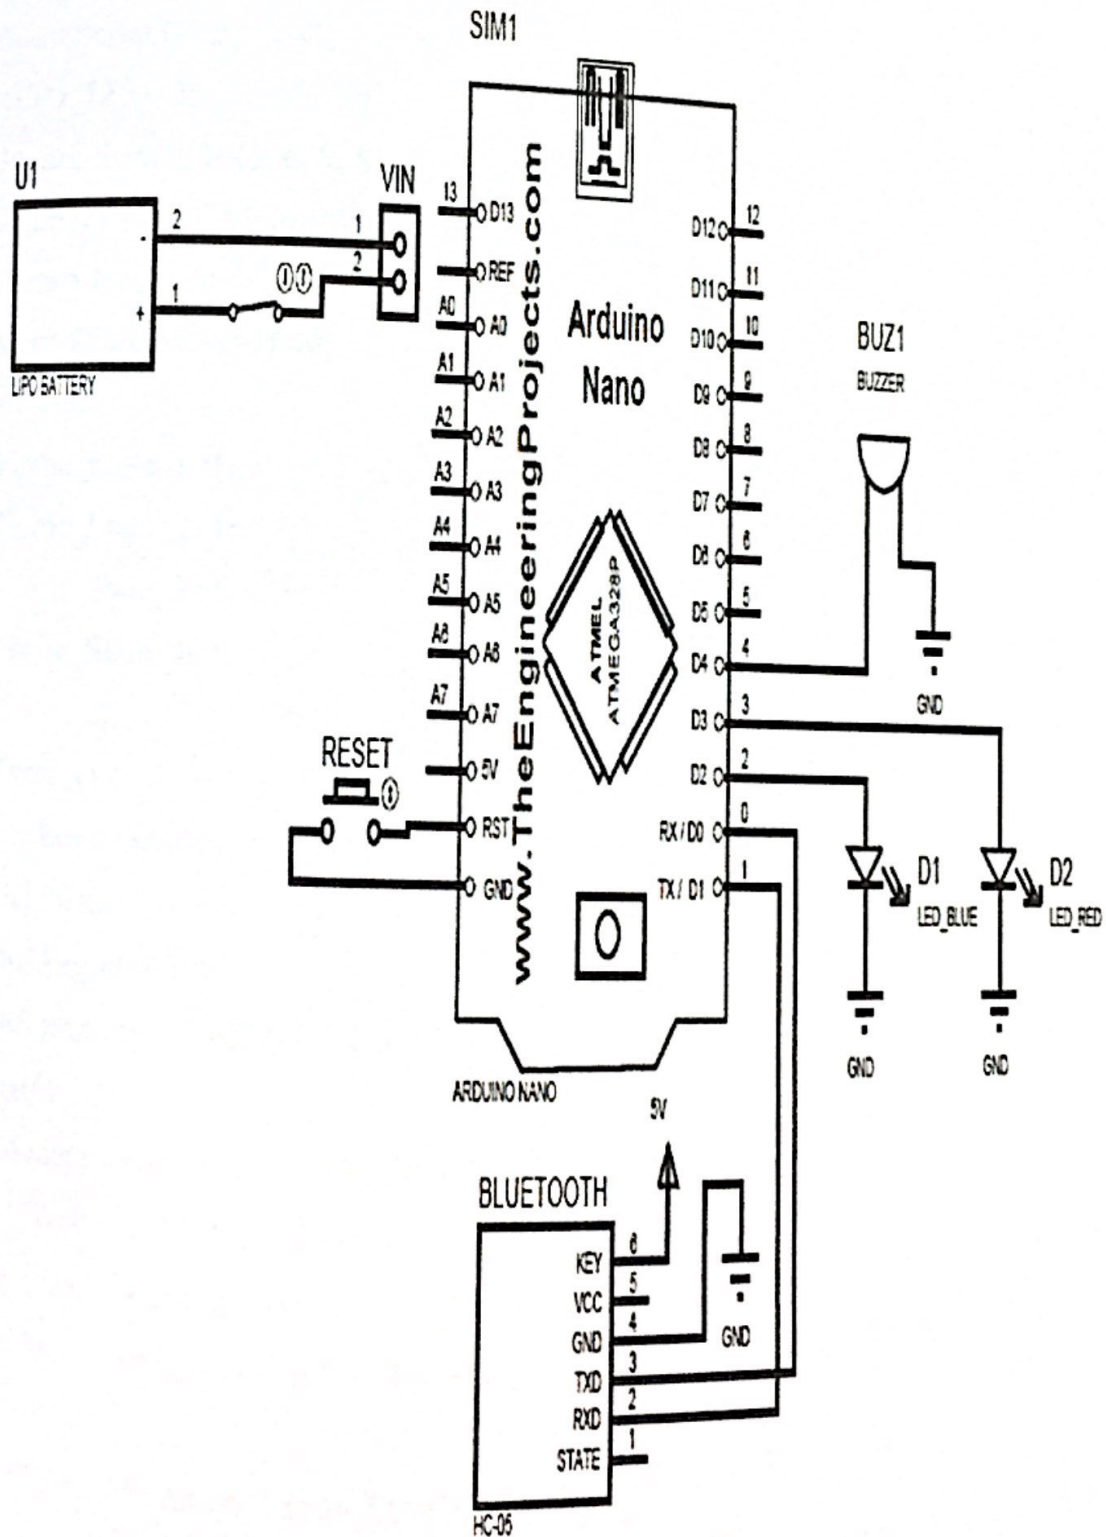 SIM1
U1
VIN
2
1
-
2
1
+
LIPO BATTERY
13
D13
REF
A0
A0
A1
A1
A2
A2
A3
A3
A4
A4
A5
A5
A6
A6
A7
A7
5V
RESET
RST
GND
www.TheEngineeringProjects.com
Arduino
Nano
ATMEL
ATMEGA328P
D12
12
D11
11
D10
10
D9
9
D8
8
D7
7
D6
6
D5
5
D4
4
D3
3
D2
2
RX / D0
0
TX / D1
1
ARDUINO NANO
BUZ1
BUZZER
GND
D1
LED_BLUE
GND
D2
LED_RED
GND
5V
BLUETOOTH
KEY
6
VCC
5
GND
4
TXD
3
RXD
2
STATE
1
GND
HC-05